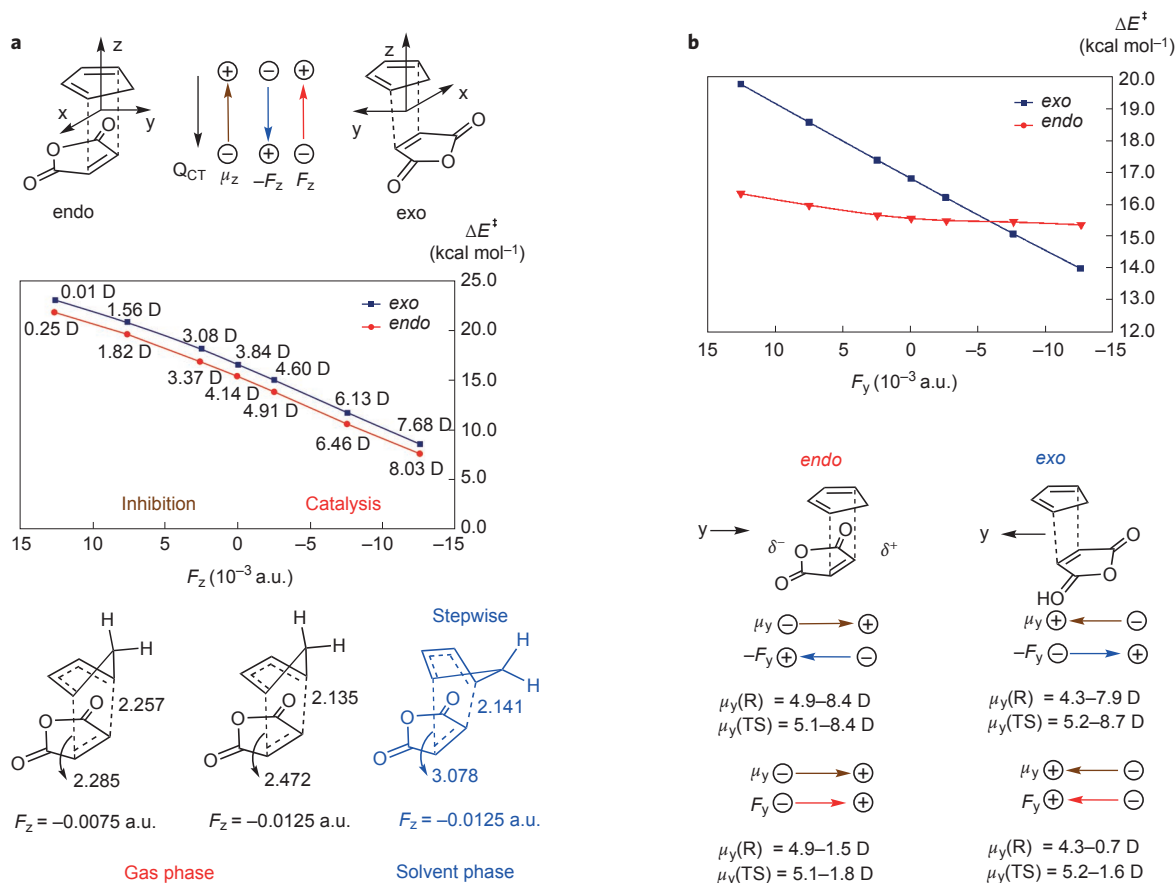 a
z
x
y
O
O
O
endo
Q_CT
+ − +
− + −
μ_z −F_z F_z
z
x
y
O
O
O
exo
ΔE‡
(kcal mol⁻¹)
25.0
20.0
15.0
10.0
5.0
0.0
exo
endo
0.01 D
1.56 D
3.08 D
3.84 D
4.60 D
6.13 D
7.68 D
0.25 D
1.82 D
3.37 D
4.14 D
4.91 D
6.46 D
8.03 D
Inhibition
Catalysis
15 10 5 0 −5 −10 −15
F_z (10⁻³ a.u.)
H
H
2.257
O
O
O
2.285
F_z = −0.0075 a.u.
H
H
2.135
O
O
O
2.472
F_z = −0.0125 a.u.
Gas phase
Stepwise
H
H
2.141
O
O
O
3.078
F_z = −0.0125 a.u.
Solvent phase
b
ΔE‡
(kcal mol⁻¹)
20.0
19.0
18.0
17.0
16.0
15.0
14.0
13.0
12.0
exo
endo
15 10 5 0 −5 −10 −15
F_y (10⁻³ a.u.)
endo
y
δ⁻
O
O
O
δ⁺
μ_y − +
−F_y + −
μ_y(R) = 4.9–8.4 D
μ_y(TS) = 5.1–8.4 D
μ_y − +
F_y − +
μ_y(R) = 4.9–1.5 D
μ_y(TS) = 5.1–1.8 D
exo
y
O
O
HO
μ_y + −
−F_y − +
μ_y(R) = 4.3–7.9 D
μ_y(TS) = 5.2–8.7 D
μ_y + −
F_y + −
μ_y(R) = 4.3–0.7 D
μ_y(TS) = 5.2–1.6 D